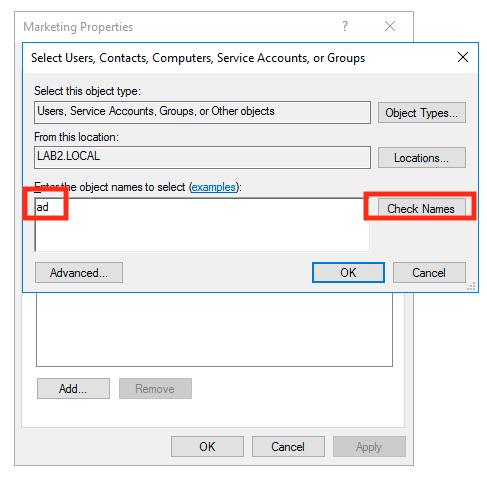 Marketing Properties
Select Users, Contacts, Computers, Service Accounts, or Groups
Select this object type:
Users, Service Accounts, Groups, or Other objects
Object Types...
From this location:
LAB2.LOCAL
Locations...
Enter the object names to select (examples):
ad
Check Names
Advanced...
OK
Cancel
Add...
Remove
OK
Cancel
Apply